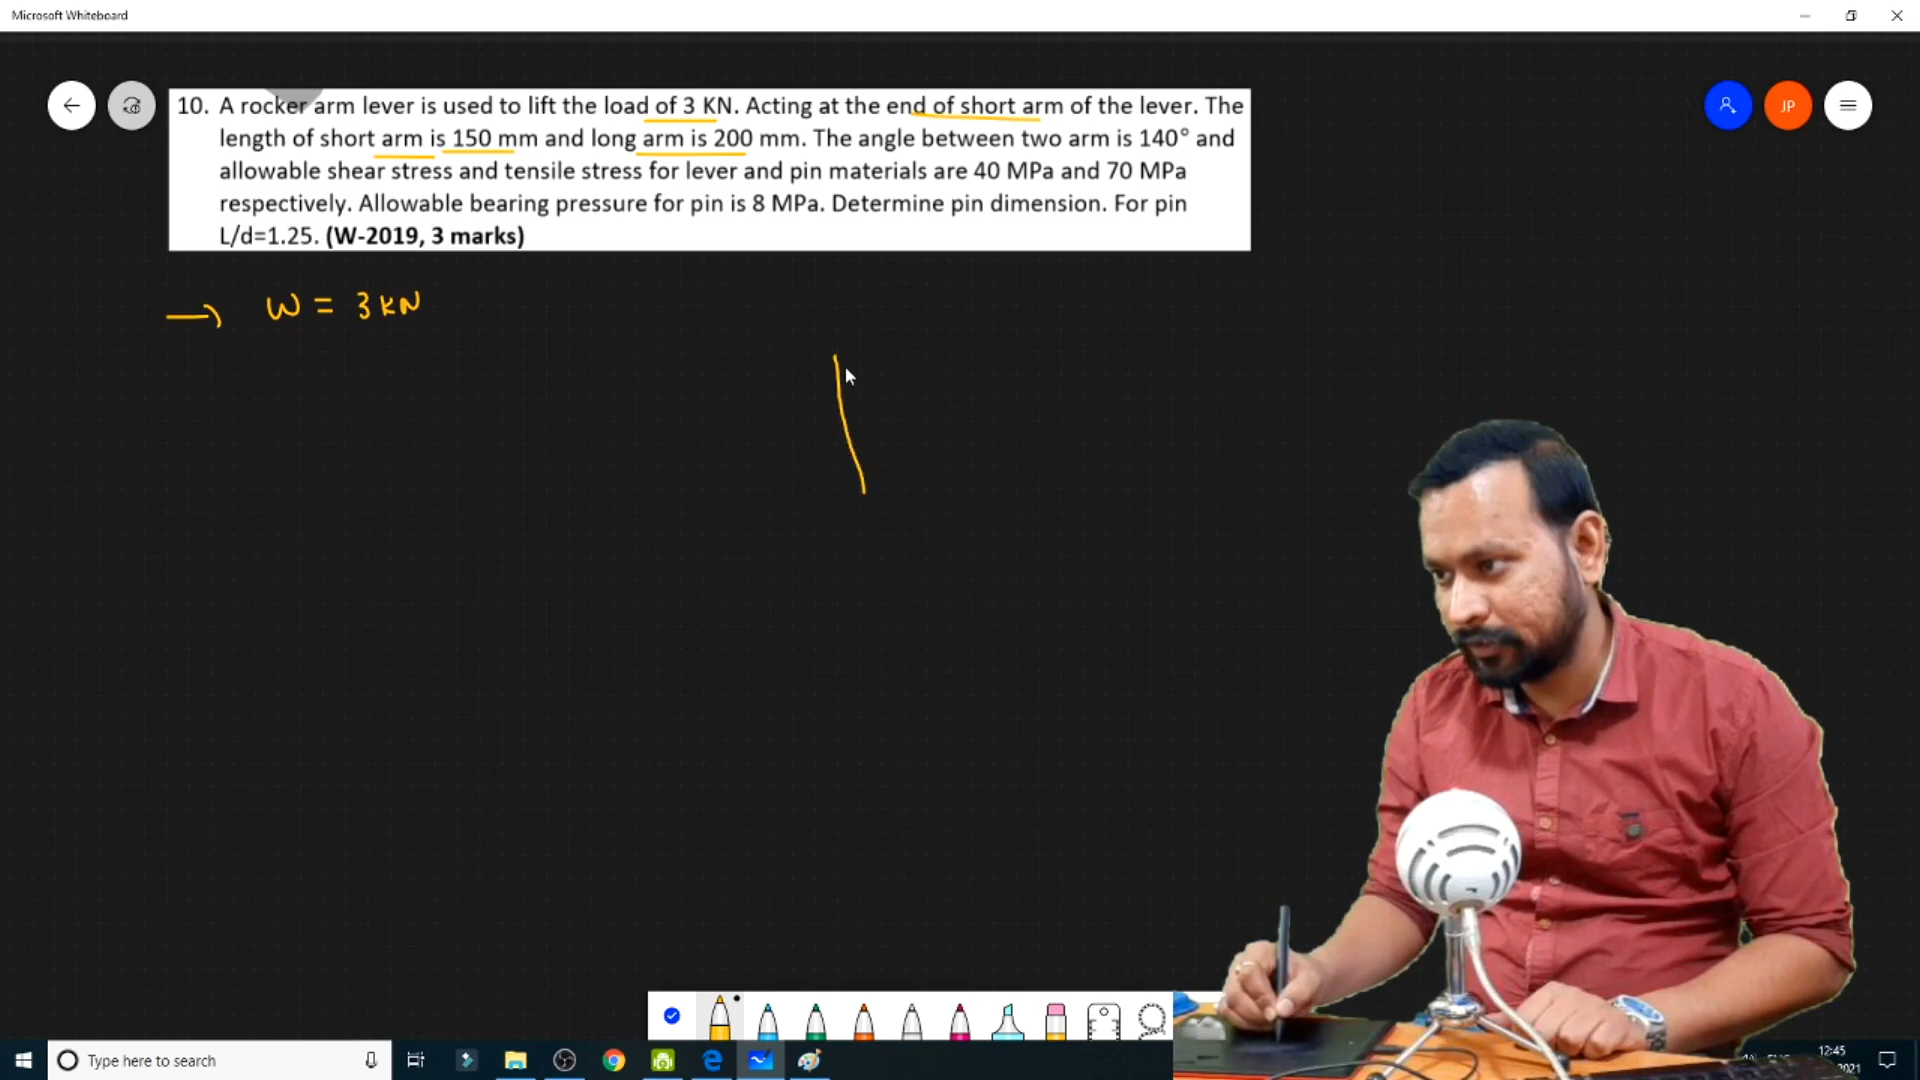 Microsoft Whiteboard
10. A rocker arm lever is used to lift the load of 3 KN. Acting at the end of short arm of the lever. The
length of short arm is 150 mm and long arm is 200 mm. The angle between two arm is 140° and
allowable shear stress and tensile stress for lever and pin materials are 40 MPa and 70 MPa
respectively. Allowable bearing pressure for pin is 8 MPa. Determine pin dimension. For pin
L/d=1.25. (W-2019, 3 marks)
JP
→ W = 3 KN
Type here to search
12:45
2021